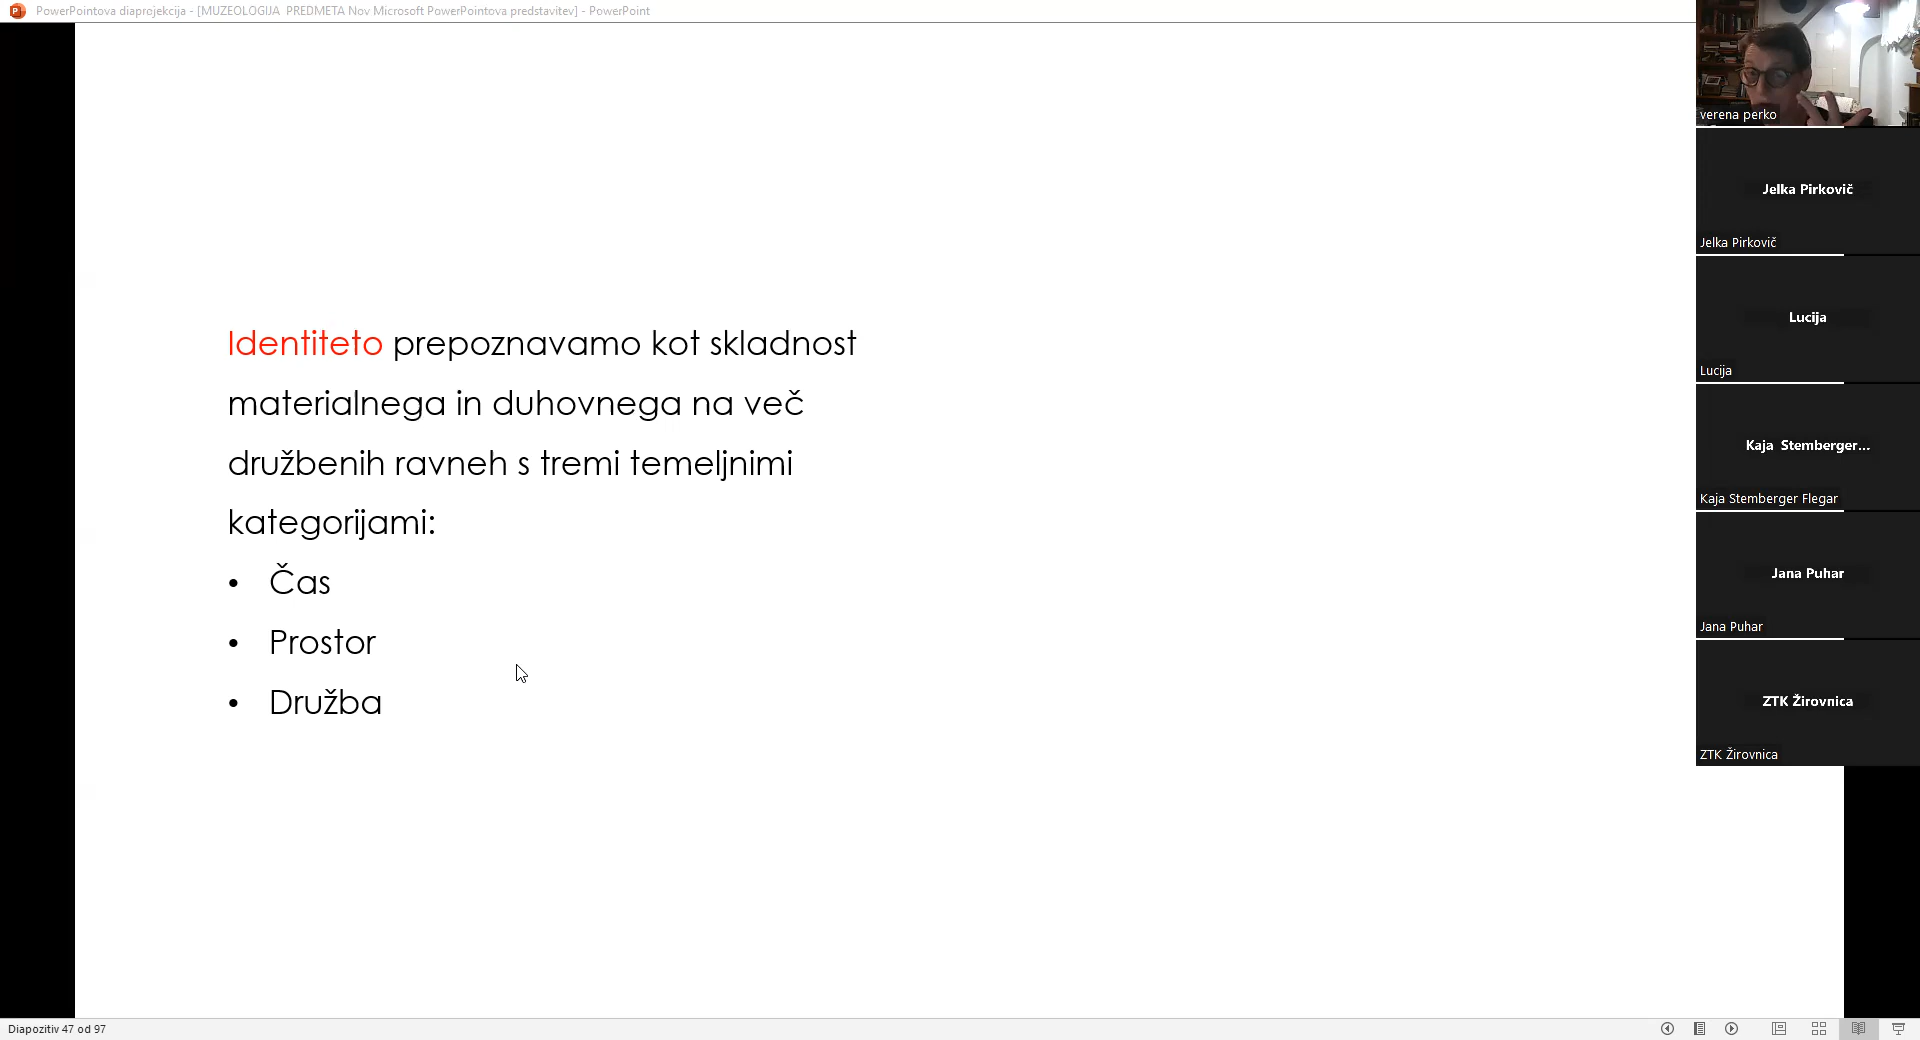 PowerPointova diaprojekcija - [MUZEOLOGIJA  PREDMETA Nov Microsoft PowerPointova predstavitev] - PowerPoint
Identiteto prepoznavamo kot skladnost
materialnega in duhovnega na več
družbenih ravneh s tremi temeljnimi
kategorijami:
• Čas
• Prostor
• Družba
verena perko
Jelka Pirkovič
Jelka Pirkovič
Lucija
Lucija
Kaja Stemberger...
Kaja Stemberger Flegar
Jana Puhar
Jana Puhar
ZTK Žirovnica
ZTK Žirovnica
Diapozitiv 47 od 97